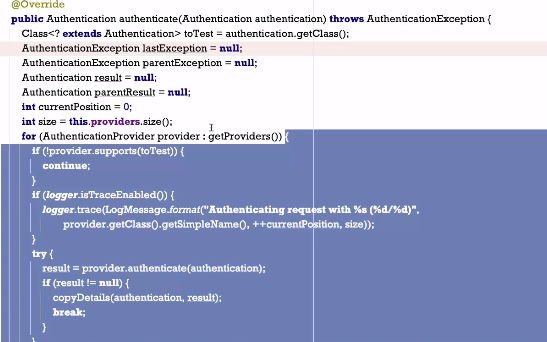 @Override
public Authentication authenticate(Authentication authentication) throws AuthenticationException {
Class<? extends Authentication> toTest = authentication.getClass();
AuthenticationException lastException = null;
AuthenticationException parentException = null;
Authentication result = null;
Authentication parentResult = null;
int currentPosition = 0;
int size = this.providers.size();
for (AuthenticationProvider provider : getProviders()) {
if (!provider.supports(toTest)) {
continue;
}
if (logger.isTraceEnabled()) {
logger.trace(LogMessage.format("Authenticating request with %s (%d/%d)",
provider.getClass().getSimpleName(), ++currentPosition, size));
}
try {
result = provider.authenticate(authentication);
if (result != null) {
copyDetails(authentication, result);
break;
}
}